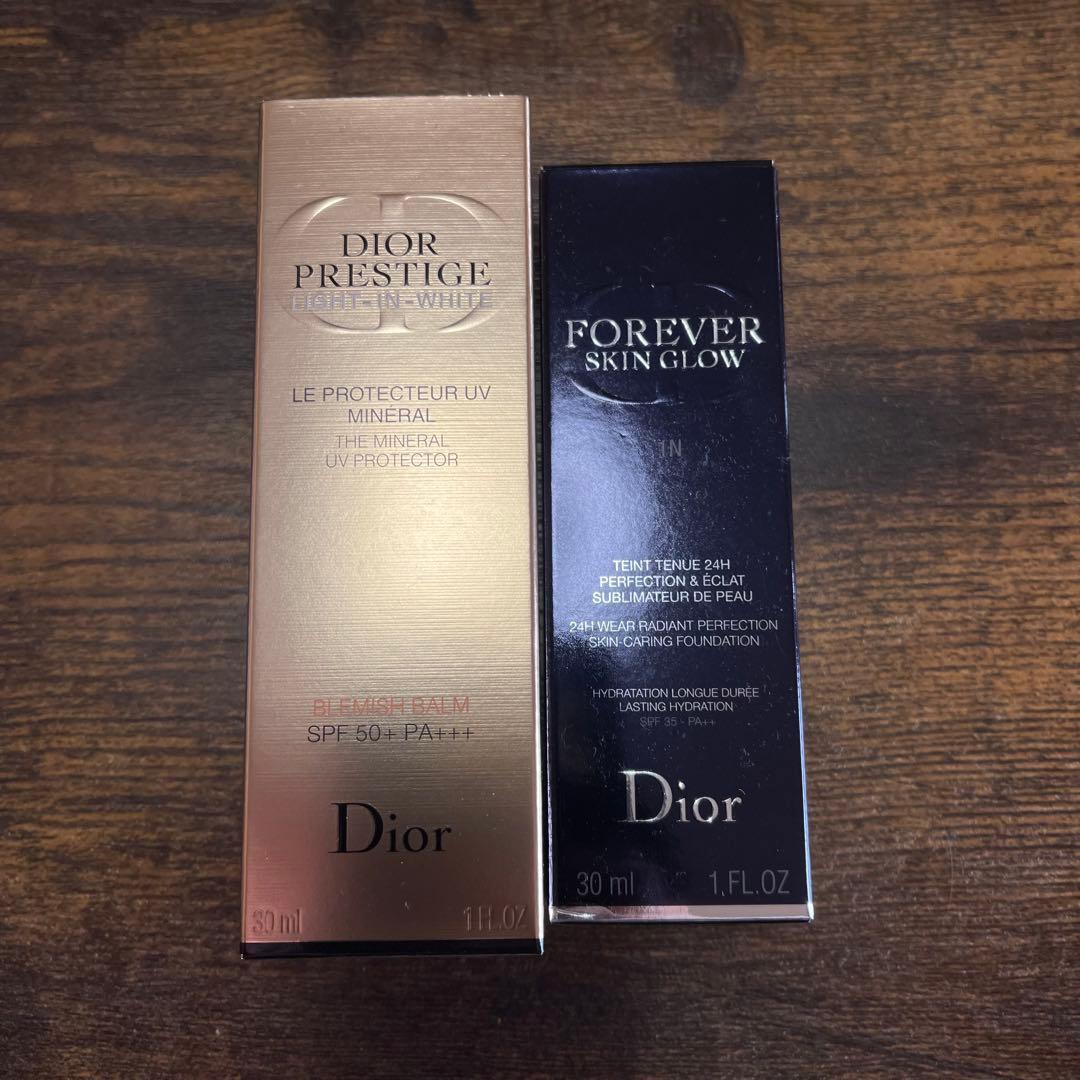 DIOR
PRESTIGE
LIGHT-IN-WHITE
LE PROTECTEUR UV
MINÉRAL
THE MINERAL
UV PROTECTOR
BLEMISH BALM
SPF 50+ PA+++
Dior
30 ml 1 FL.OZ
FOREVER
SKIN GLOW
1N
TEINT TENUE 24H
PERFECTION & ÉCLAT
SUBLIMATEUR DE PEAU
24H WEAR RADIANT PERFECTION
SKIN-CARING FOUNDATION
HYDRATATION LONGUE DURÉE
LASTING HYDRATION
SPF 35 - PA++
Dior
30 ml 1.FL.OZ